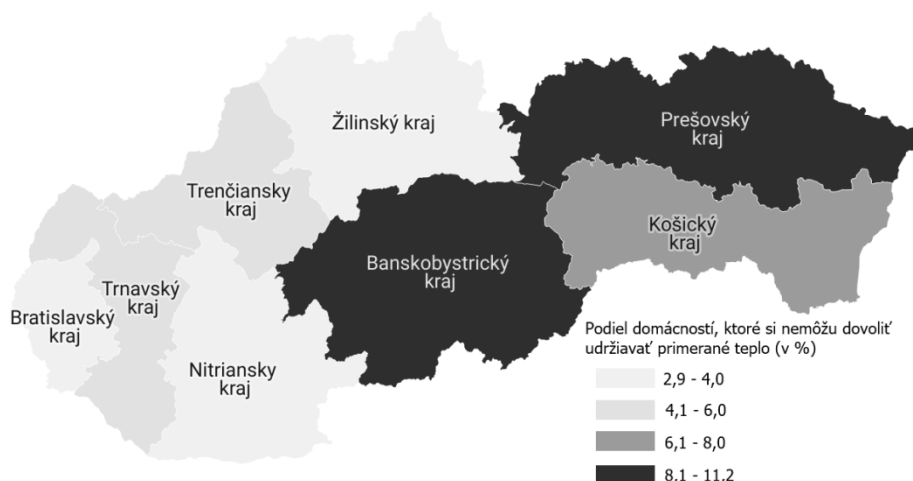 Žilinský kraj
Prešovský
kraj
Trenčiansky
kraj
Košický
kraj
Banskobystrický
kraj
Trnavský
kraj
Bratislavský
kraj
Nitriansky
kraj
Podiel domácností, ktoré si nemôžu dovoliť
udržiavať primerané teplo (v %)
2,9 - 4,0
4,1 - 6,0
6,1 - 8,0
8,1 - 11,2